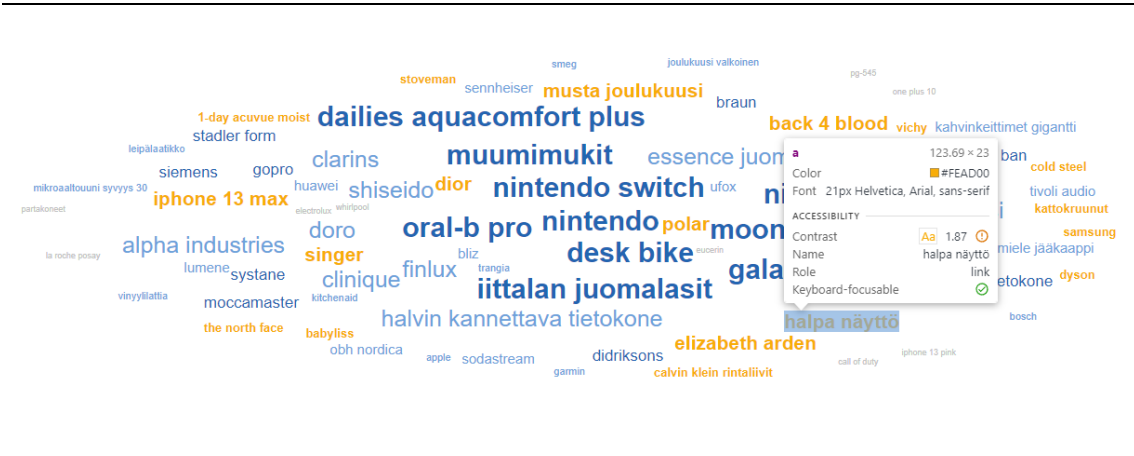 smeg joulukuusi valkoinen
pg-545
stoveman sennheiser musta joulukuusi one plus 10
braun
1-day acuvue moist dailies aquacomfort plus back 4 blood vichy kahvinkeittimet gigantti
stadler form
leipälaatikko clarins muumimukit essence juom ban
siemens gopro cold steel
mikroaaltouuni syvyys 30 iphone 13 max huawei shiseido dior nintendo switch ufox ni tivoli audio
partakoneet electrolux whirlpool kattokruunut
doro oral-b pro nintendo polar moon samsung
alpha industries singer bliz desk bike eucerin miele jääkaappi
la roche posay
lumene systane clinique finlux trangia gala etokone dyson
vinyylilattia moccamaster kitchenaid iittalan juomalasit
the north face babyliss halvin kannettava tietokone halpa näyttö bosch
obh nordica apple sodastream didriksons elizabeth arden iphone 13 pink
garmin calvin klein rintaliivit call of duty
a 123.69 × 23
Color #FEAD00
Font 21px Helvetica, Arial, sans-serif
ACCESSIBILITY
Contrast Aa 1.87
Name halpa näyttö
Role link
Keyboard-focusable